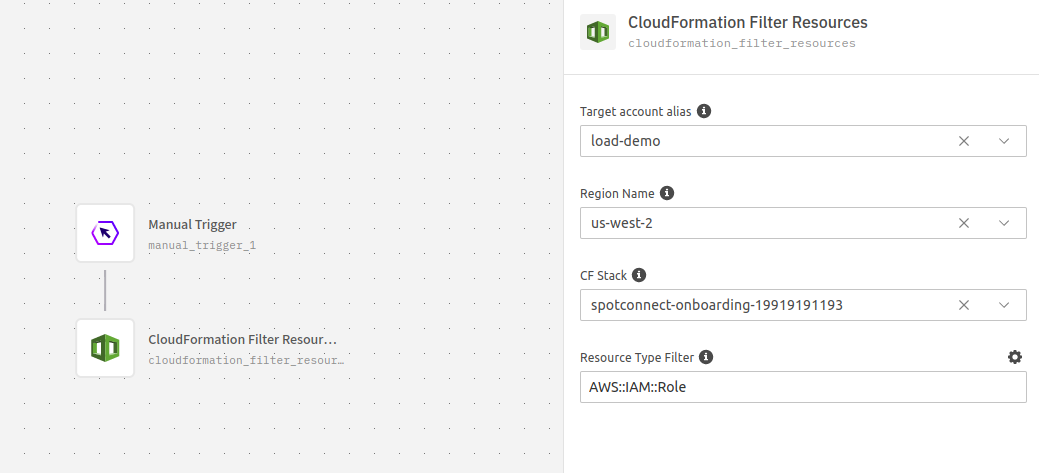 CloudFormation Filter Resources
cloudformation_filter_resources
Target account alias
load-demo
Region Name
us-west-2
CF Stack
spotconnect-onboarding-19919191193
Resource Type Filter
AWS::IAM::Role
Manual Trigger
manual_trigger_1
CloudFormation Filter Resour...
cloudformation_filter_resour...